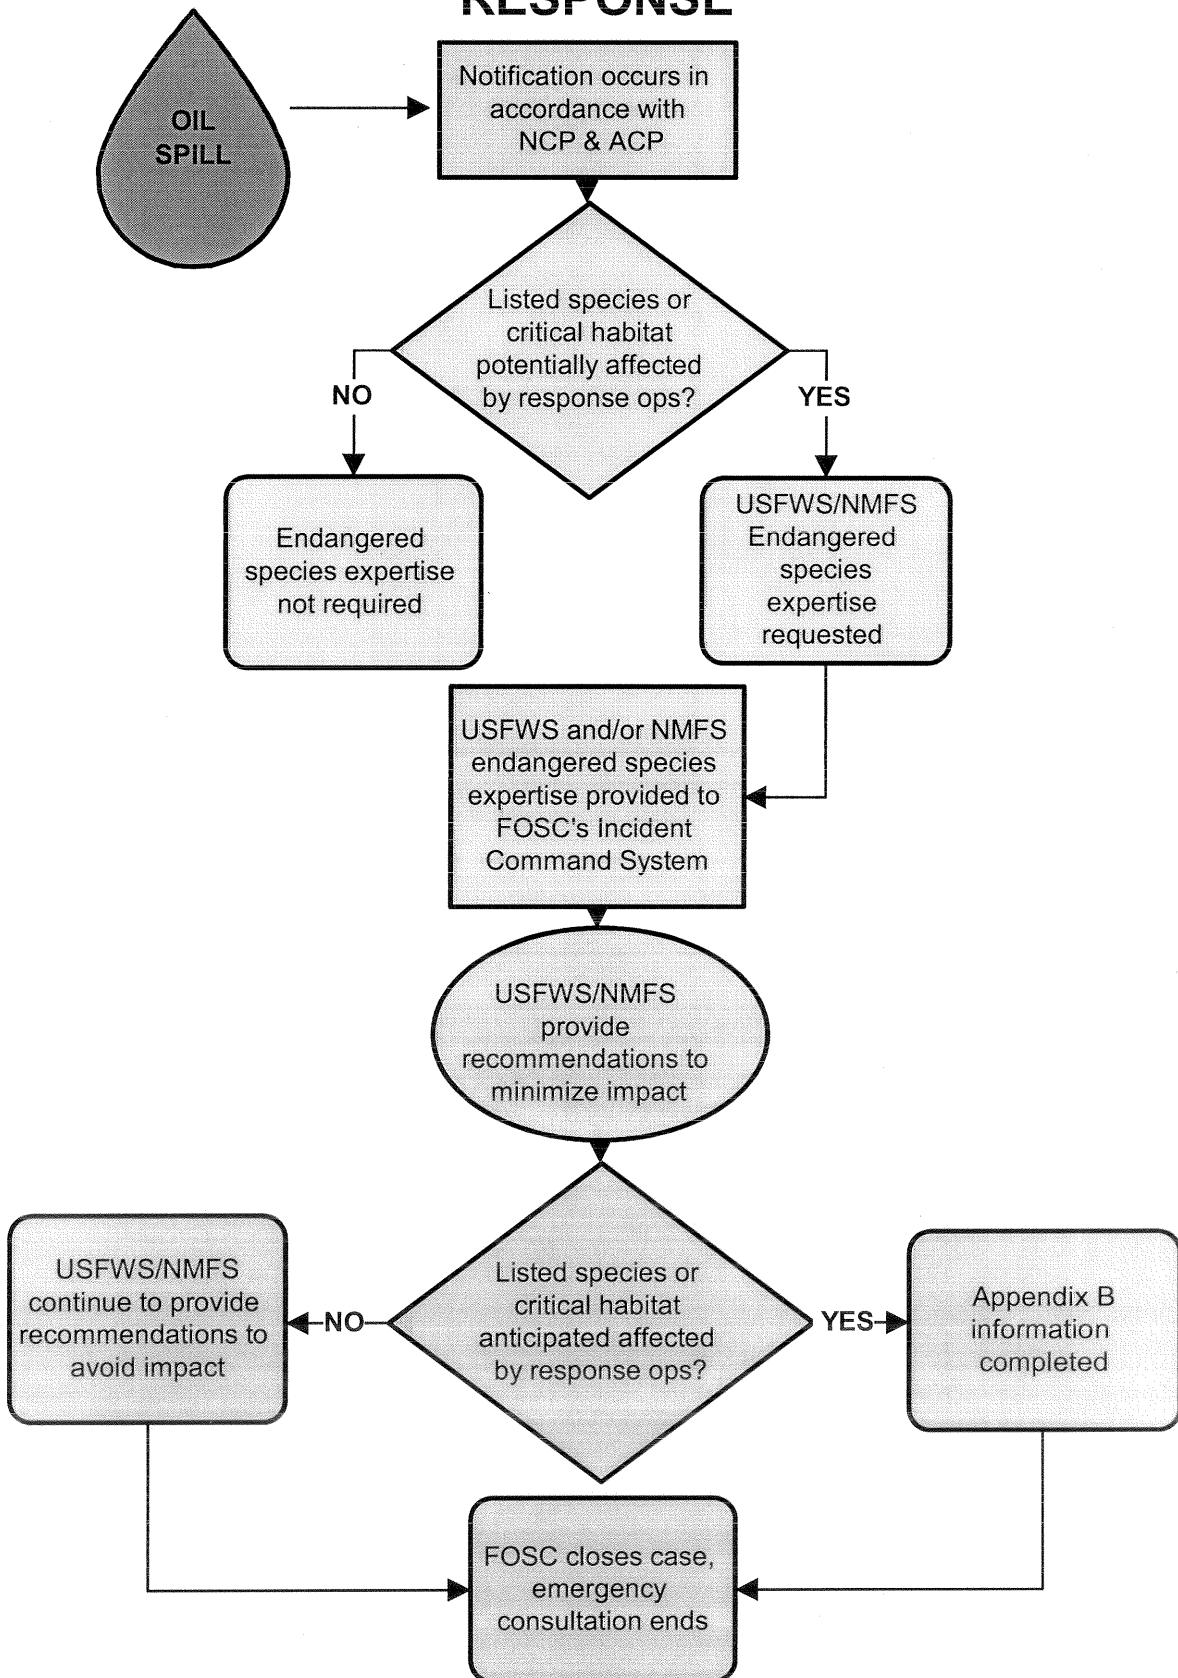 RESPONSE
OIL
SPILL
Notification occurs in
accordance with
NCP & ACP
Listed species or
critical habitat
potentially affected
by response ops?
NO
YES
Endangered
species expertise
not required
USFWS/NMFS
Endangered
species
expertise
requested
USFWS and/or NMFS
endangered species
expertise provided to
FOSC's Incident
Command System
USFWS/NMFS
provide
recommendations to
minimize impact
Listed species or
critical habitat
anticipated affected
by response ops?
NO
YES
USFWS/NMFS
continue to provide
recommendations to
avoid impact
Appendix B
information
completed
FOSC closes case,
emergency
consultation ends